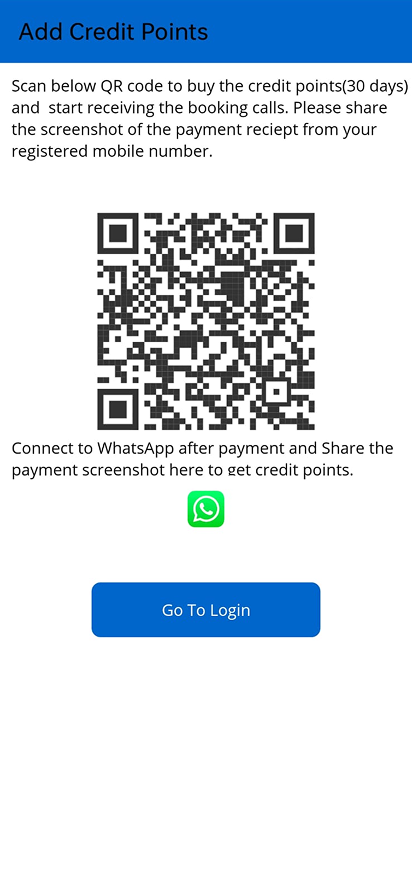 Add Credit Points
Scan below QR code to buy the credit points(30 days)
and  start receiving the booking calls. Please share
the screenshot of the payment reciept from your
registered mobile number.
Connect to WhatsApp after payment and Share the
payment screenshot here to get credit points.
Go To Login